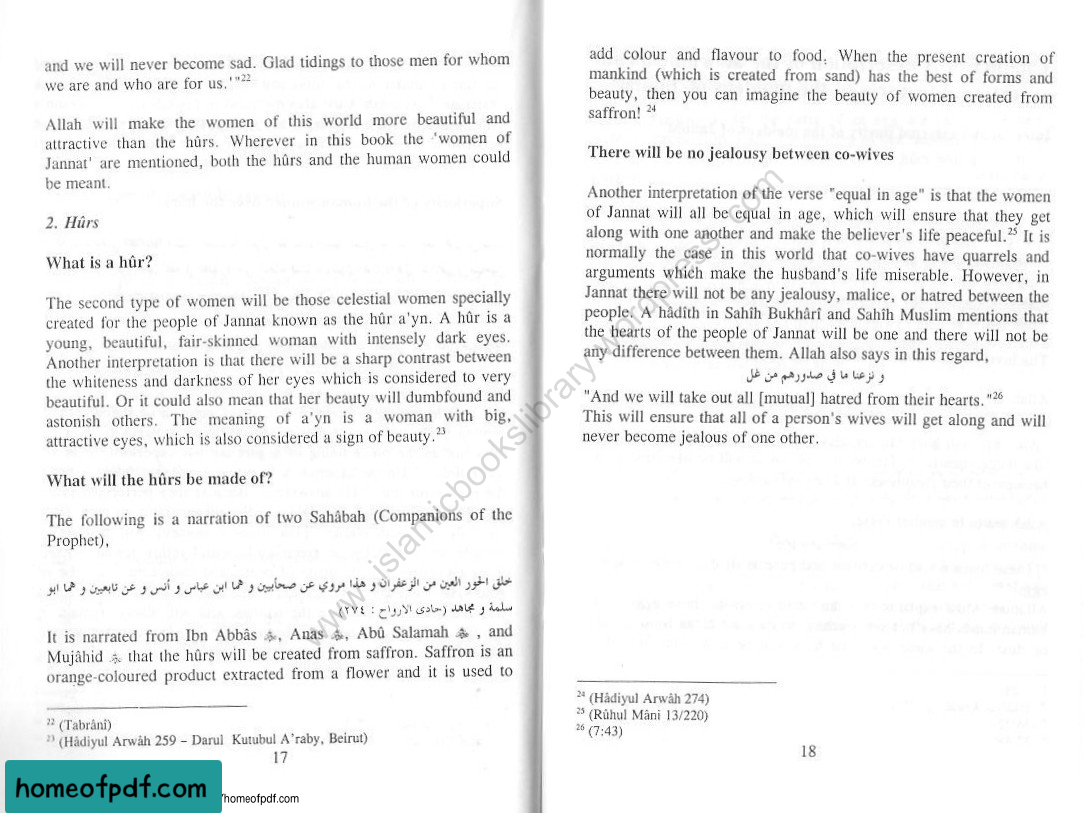 and we will never become sad. Glad tidings to those men for whom
we are and who are for us.'"22
Allah will make the women of this world more beautiful and
attractive than the hûrs. Wherever in this book the 'women of
Jannat' are mentioned, both the hûrs and the human women could
be meant.
2. Hûrs
What is a hûr?
The second type of women will be those celestial women specially
created for the people of Jannat known as the hûr a'yn. A hûr is a
young, beautiful, fair-skinned woman with intensely dark eyes.
Another interpretation is that there will be a sharp contrast between
the whiteness and darkness of her eyes which is considered to very
beautiful. Or it could also mean that her beauty will dumbfound and
astonish others. The meaning of a'yn is a woman with big,
attractive eyes, which is also considered a sign of beauty.23
What will the hûrs be made of?
The following is a narration of two Sahâbah (Companions of the
Prophet),
خلق الحور العين من الزعفران و هذا مروي عن صحابيين و هما ابن عباس و أنس و عن تابعيين و هما ابو
سلمة و مجاهد (حادى الارواح : ٢٧٤)
It is narrated from Ibn Abbâs , Anas , Abû Salamah , and
Mujâhid that the hûrs will be created from saffron. Saffron is an
orange-coloured product extracted from a flower and it is used to
22 (Tabrânî)
23 (Hâdiyul Arwâh 259 – Darul Kutubul A'raby, Beirut)
17
add colour and flavour to food. When the present creation of
mankind (which is created from sand) has the best of forms and
beauty, then you can imagine the beauty of women created from
saffron! 24
There will be no jealousy between co-wives
Another interpretation of the verse "equal in age" is that the women
of Jannat will all be equal in age, which will ensure that they get
along with one another and make the believer's life peaceful.25 It is
normally the case in this world that co-wives have quarrels and
arguments which make the husband's life miserable. However, in
Jannat there will not be any jealousy, malice, or hatred between the
people. A hâdîth in Sahîh Bukhârî and Sahîh Muslim mentions that
the hearts of the people of Jannat will be one and there will not be
any difference between them. Allah also says in this regard,
و نزعنا ما في صدورهم من غل
"And we will take out all [mutual] hatred from their hearts."26
This will ensure that all of a person's wives will get along and will
never become jealous of one other.
24 (Hâdiyul Arwâh 274)
25 (Rûhul Mâni 13/220)
26 (7:43)
18
www.islamicbookslibrary.wordpress.com
homeofpdf.com
/homeofpdf.com